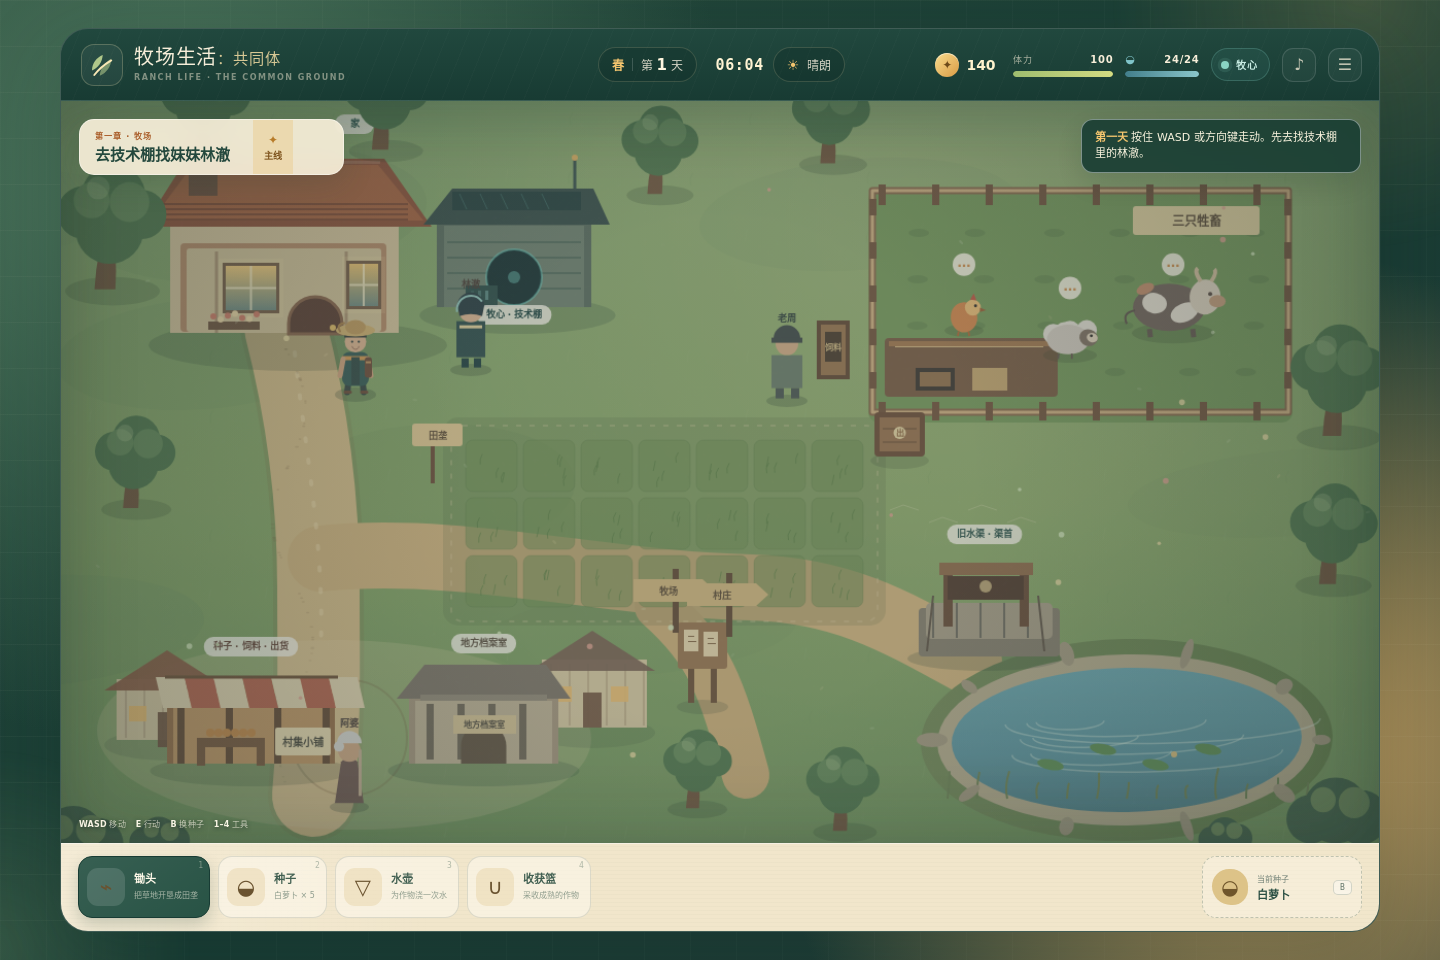 牧场生活：共同体
RANCH LIFE · THE COMMON GROUND
春 第 1 天
06:04
晴朗
140
体力 100
24/24
牧心
第一章 · 牧场
去技术棚找妹妹林澈
主线
家
第一天 按住 WASD 或方向键走动。先去找技术棚
里的林澈。
三只牲畜
林澈
牧心 · 技术棚
老周
饲料
田垄
旧水渠 · 渠首
牧场
村庄
种子 · 饲料 · 出货
地方档案室
地方档案室
阿婆
村集小铺
WASD 移动 E 行动 B 换种子 1-4 工具
锄头
把草地开垦成田垄
1
种子
白萝卜 × 5
2
水壶
为作物浇一次水
3
收获篮
采收成熟的作物
4
当前种子
白萝卜
B